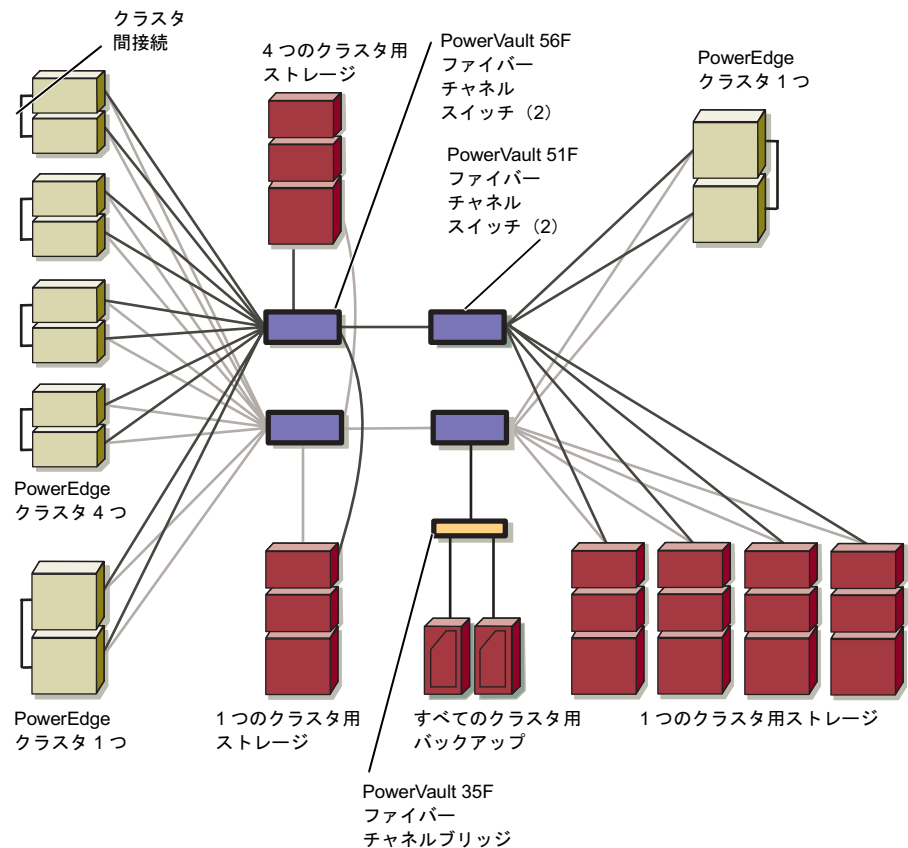 クラスタ
間接続
4 つのクラスタ用
ストレージ
PowerVault 56F
ファイバー
チャネル
スイッチ（2）
PowerEdge
クラスタ 1 つ
PowerVault 51F
ファイバー
チャネル
スイッチ（2）
PowerEdge
クラスタ 4 つ
PowerEdge
クラスタ 1 つ
1 つのクラスタ用
ストレージ
すべてのクラスタ用
バックアップ
1 つのクラスタ用ストレージ
PowerVault 35F
ファイバー
チャネルブリッジ